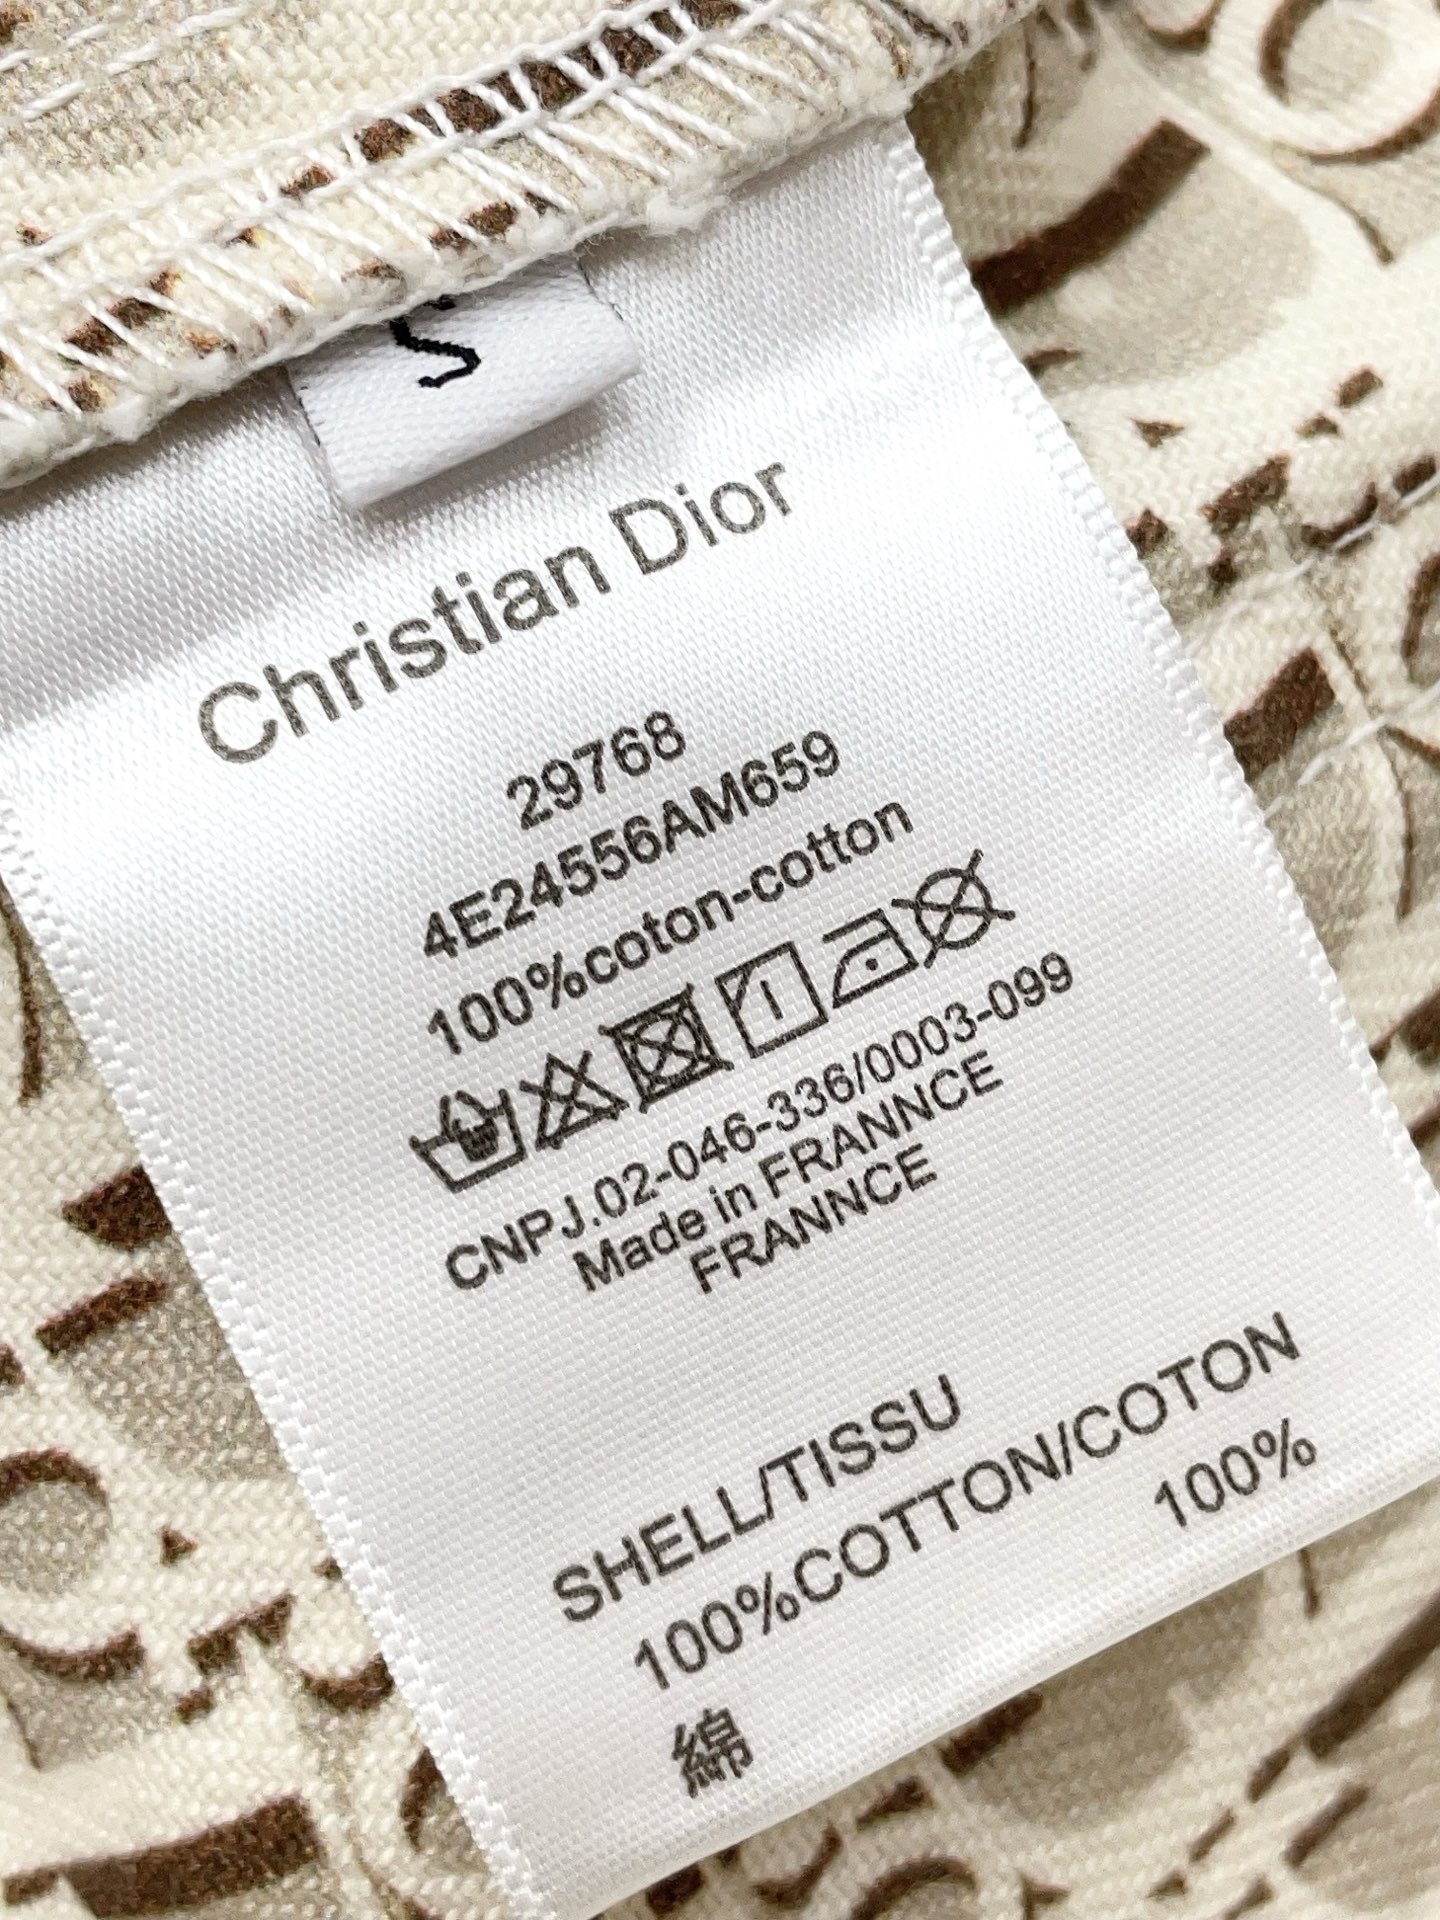 S
Christian Dior
29768
4E24556AM659
100%coton-cotton
CNPJ.02-046-336/0003-099
Made in FRANNCE
FRANNCE
SHELL/TISSU
100%COTTON/COTON
100%
綿